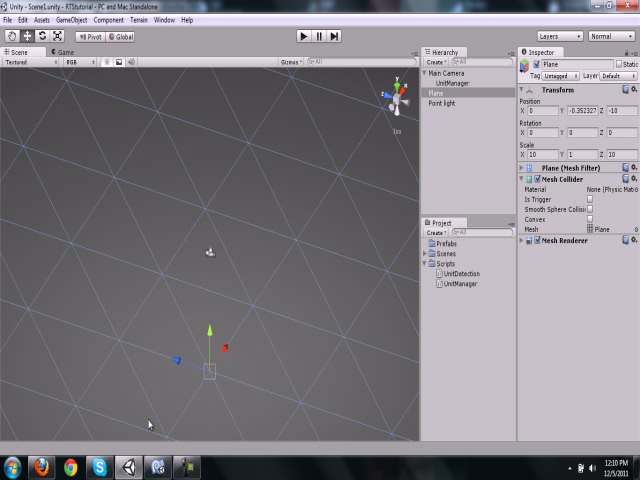 Unity - Scene1.unity - RTStutorial - PC and Mac Standalone
File Edit Assets GameObject Component Terrain Window Help
Pivot Global Layers Normal
Scene Game
Textured RGB Gizmos All
y x z
Iso
Hierarchy
Create All
Main Camera
UnitManager
Plane
Point light
Project
Create All
Prefabs
Scenes
Scripts
UnitDetection
UnitManager
Inspector
Plane Static
Tag Untagged Layer Default
Transform
Position
X 0 Y -0.352327 Z -10
Rotation
X 0 Y 0 Z 0
Scale
X 10 Y 1 Z 10
Plane (Mesh Filter)
Mesh Collider
Material None (Physic Mat
Is Trigger
Smooth Sphere Collisi
Convex
Mesh Plane
Mesh Renderer
12:10 PM
12/5/2011